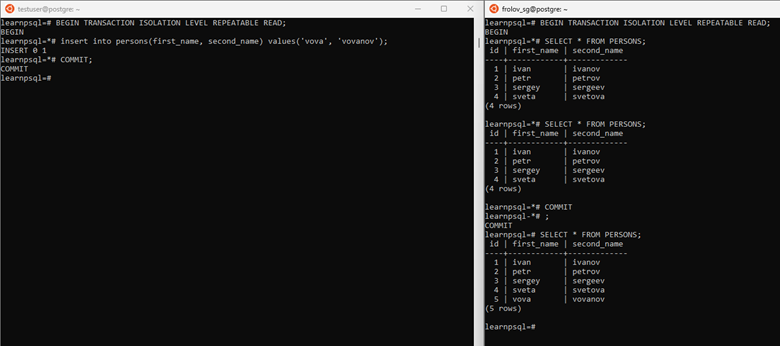 testuser@postgre: ~
learnpsql=# BEGIN TRANSACTION ISOLATION LEVEL REPEATABLE READ;
BEGIN
learnpsql=*# insert into persons(first_name, second_name) values('vova', 'vovanov');
INSERT 0 1
learnpsql=*# COMMIT;
COMMIT
learnpsql=#
frolov_sg@postgre: ~
learnpsql=# BEGIN TRANSACTION ISOLATION LEVEL REPEATABLE READ;
BEGIN
learnpsql=*# SELECT * FROM PERSONS;
 id | first_name | second_name
----+------------+-------------
  1 | ivan       | ivanov
  2 | petr       | petrov
  3 | sergey     | sergeev
  4 | sveta      | svetova
(4 rows)
learnpsql=*# SELECT * FROM PERSONS;
 id | first_name | second_name
----+------------+-------------
  1 | ivan       | ivanov
  2 | petr       | petrov
  3 | sergey     | sergeev
  4 | sveta      | svetova
(4 rows)
learnpsql=*# COMMIT
learnpsql-*# ;
COMMIT
learnpsql=# SELECT * FROM PERSONS;
 id | first_name | second_name
----+------------+-------------
  1 | ivan       | ivanov
  2 | petr       | petrov
  3 | sergey     | sergeev
  4 | sveta      | svetova
  5 | vova       | vovanov
(5 rows)
learnpsql=#